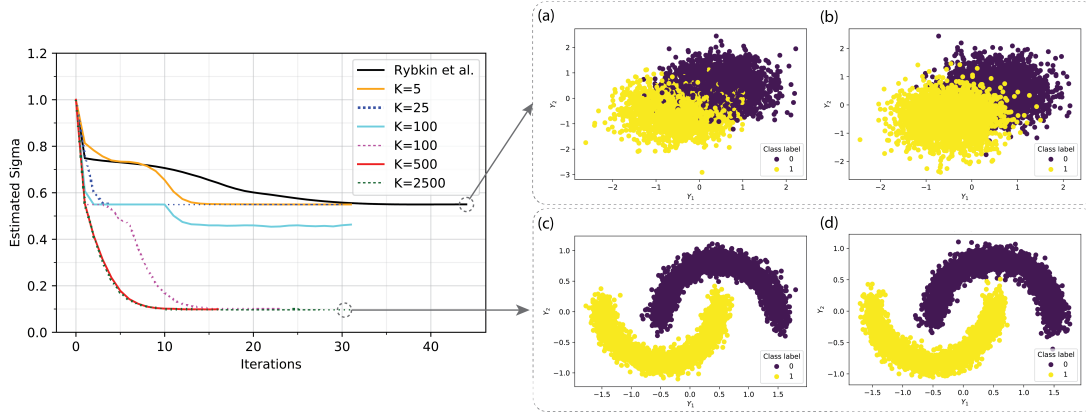 1.2
1.0
0.8
0.6
0.4
0.2
0.0
Estimated Sigma
0 10 20 30 40
Iterations
Rybkin et al.
K=5
K=25
K=100
K=100
K=500
K=2500
(a)
2
1
0
−1
−2
−3
Y₂
−2 −1 0 1 2
Y₁
Class label
0
1
(b)
2
1
0
−1
−2
Y₂
−2 −1 0 1 2
Y₁
Class label
0
1
(c)
1.0
0.5
0.0
−0.5
−1.0
Y₂
−1.5 −1.0 −0.5 0.0 0.5 1.0 1.5
Y₁
Class label
0
1
(d)
1.0
0.5
0.0
−0.5
−1.0
Y₂
−1.5 −1.0 −0.5 0.0 0.5 1.0 1.5
Y₁
Class label
0
1